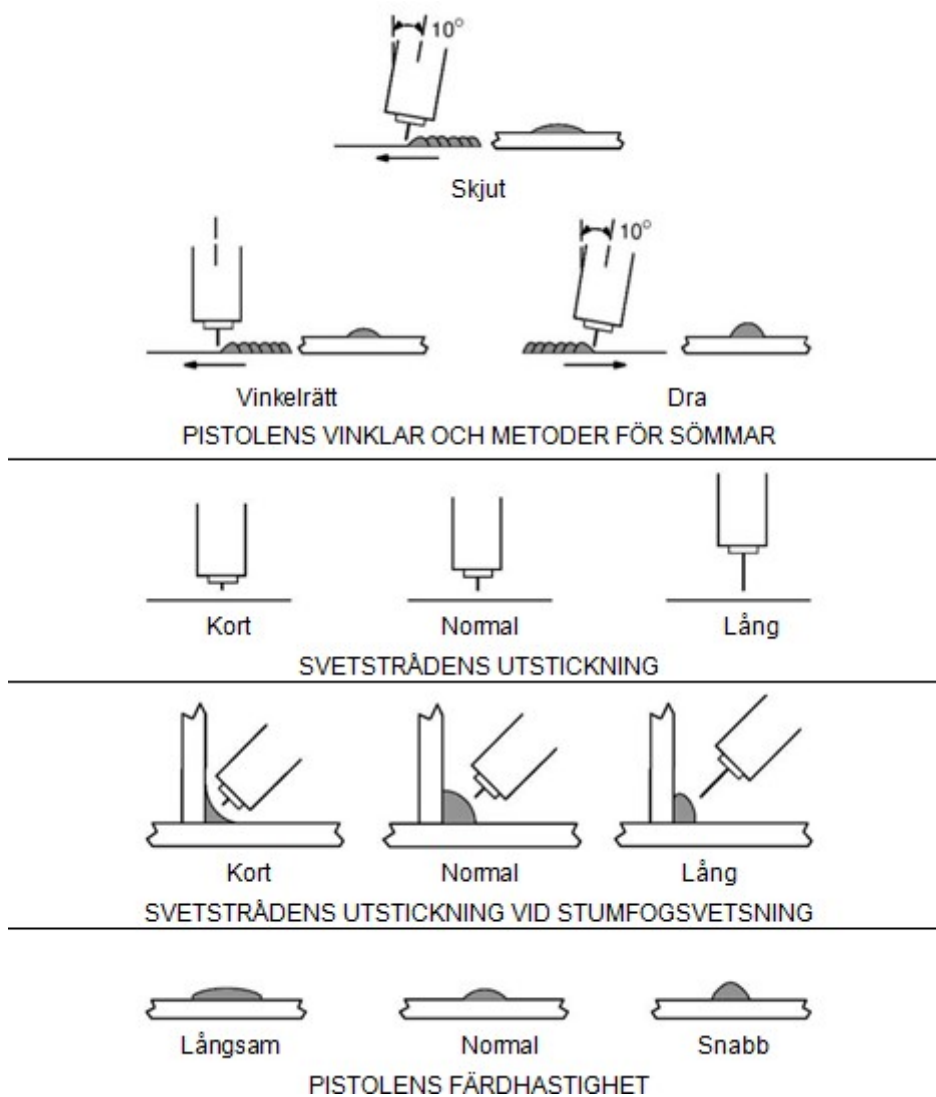 10°
Skjut
10°
Vinkelrätt Dra
PISTOLENS VINKLAR OCH METODER FÖR SÖMMAR
Kort Normal Lång
SVETSTRÅDENS UTSTICKNING
Kort Normal Lång
SVETSTRÅDENS UTSTICKNING VID STUMFOGSVETSNING
Långsam Normal Snabb
PISTOLENS FÄRDHASTIGHET